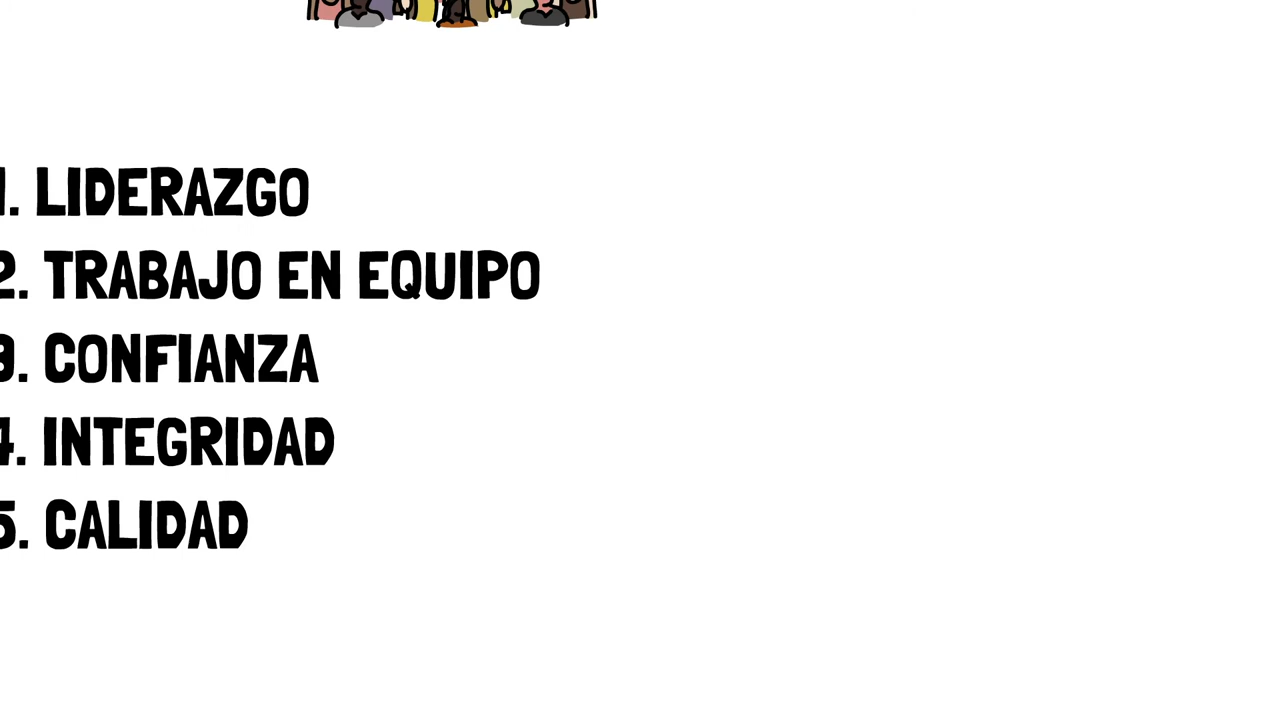 1. LIDERAZGO
2. TRABAJO EN EQUIPO
3. CONFIANZA
4. INTEGRIDAD
5. CALIDAD